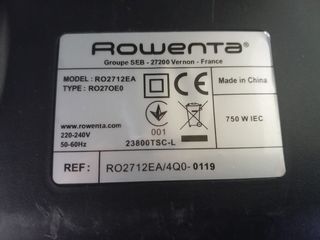 Rowenta®
Groupe SEB - 27200 Vernon - France
MODEL : RO2712EA
TYPE : RO27OE0
Made in China
www.rowenta.com
220-240V
50-60Hz
001
23800TSC-L
750 W IEC
REF: RO2712EA/4Q0-0119